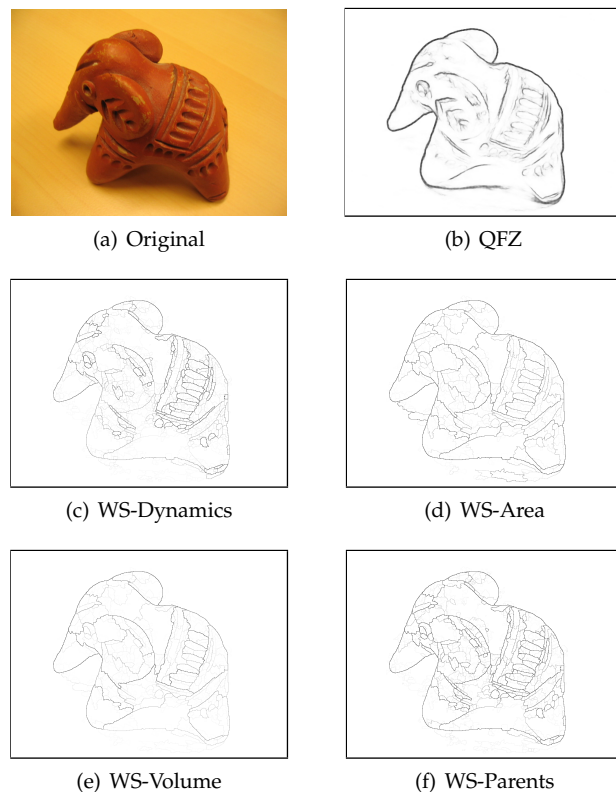 (a) Original
(b) QFZ
(c) WS-Dynamics
(d) WS-Area
(e) WS-Volume
(f) WS-Parents